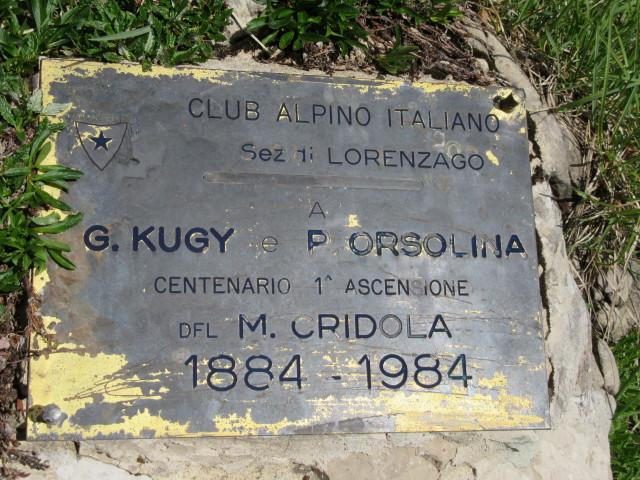 CLUB ALPINO ITALIANO
Sez di LORENZAGO
A
G. KUGY e P. ORSOLINA
CENTENARIO 1^ ASCENSIONE
DEL M. CRIDOLA
1884 - 1984